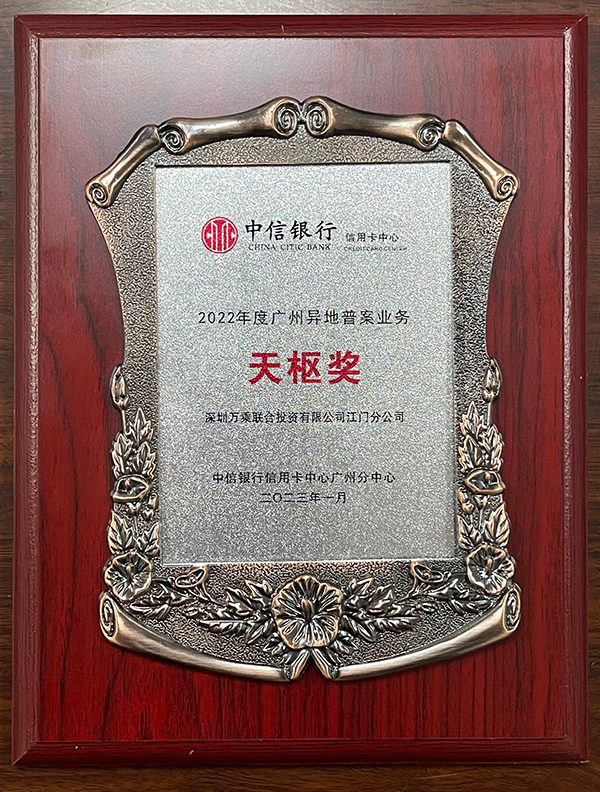 中信银行 信用卡中心
CHINA CITIC BANK CREDIT CARD CENTER
2022年度广州异地普案业务
天枢奖
深圳万乘联合投资有限公司江门分公司
中信银行信用卡中心广州分中心
二〇二三年一月